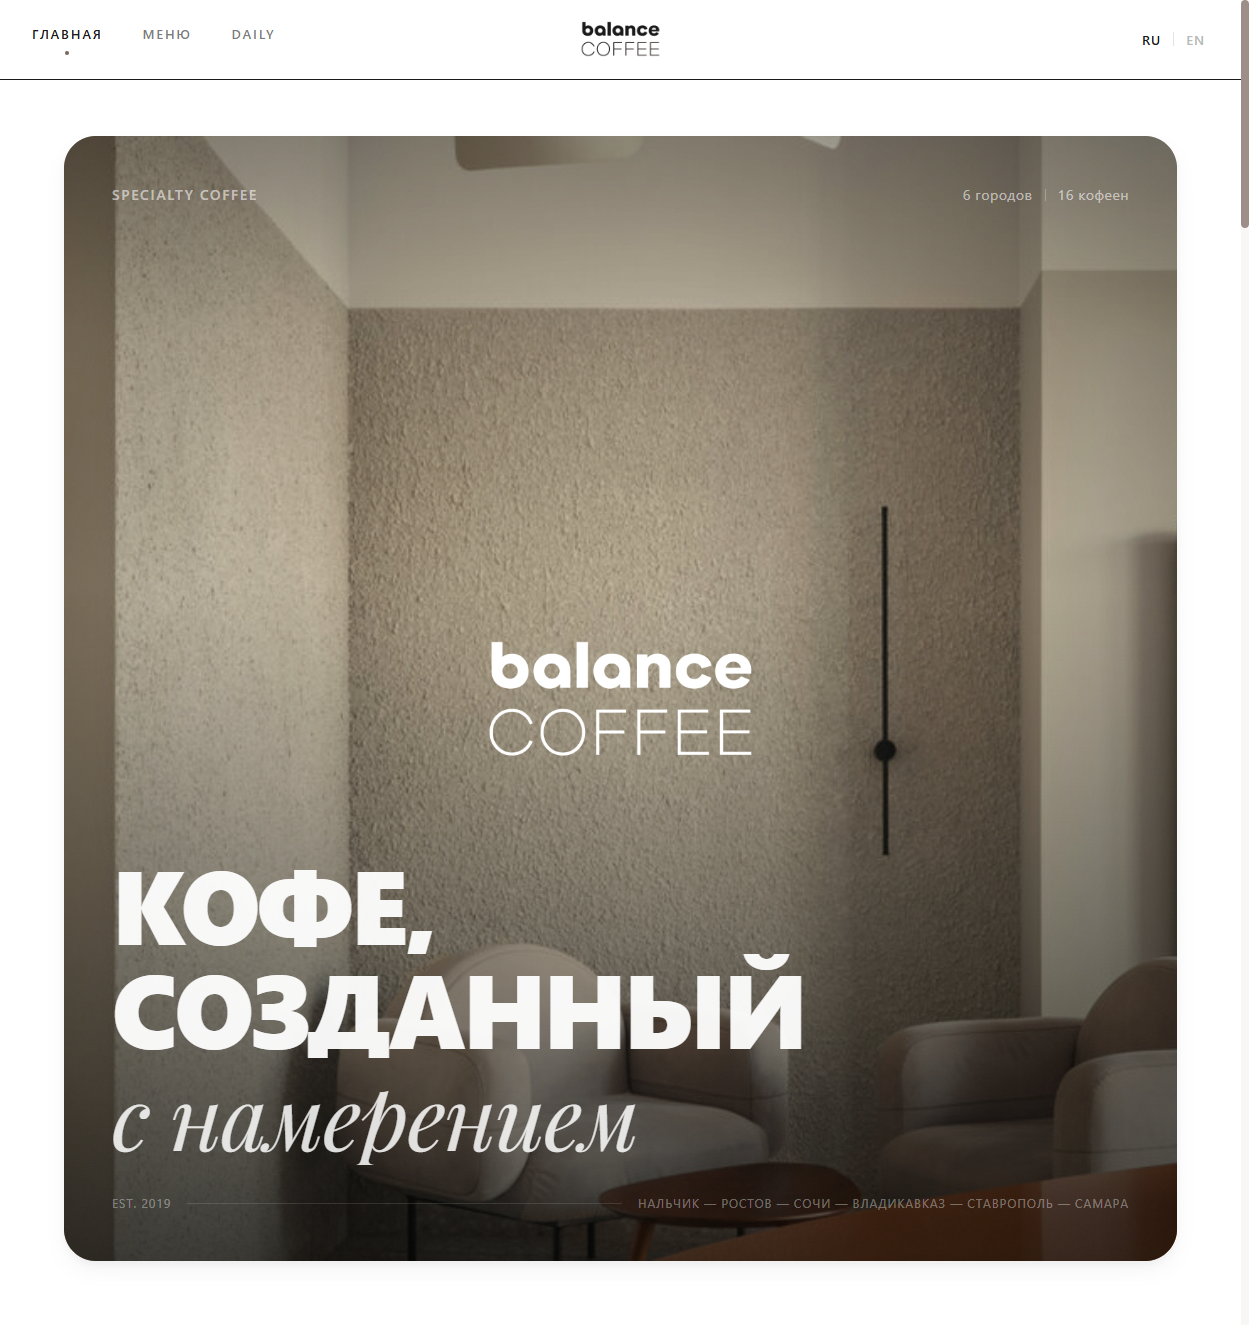 ГЛАВНАЯ МЕНЮ DAILY
balance
COFFEE
RU EN
SPECIALTY COFFEE
6 городов | 16 кофеен
balance
COFFEE
КОФЕ,
СОЗДАННЫЙ
с намерением
EST. 2019
НАЛЬЧИК — РОСТОВ — СОЧИ — ВЛАДИКАВКАЗ — СТАВРОПОЛЬ — САМАРА